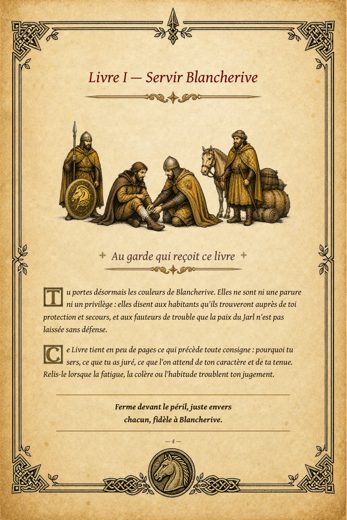 Livre I — Servir Blancherive
Au garde qui reçoit ce livre
Tu portes désormais les couleurs de Blancherive. Elles ne sont ni une parure
ni un privilège : elles disent aux habitants qu'ils trouveront auprès de toi
protection et secours, et aux fauteurs de trouble que la paix du Jarl n'est pas
laissée sans défense.
Ce Livre tient en peu de pages ce qui précède toute consigne : pourquoi tu
sers, ce que tu as juré, ce que l'on attend de ton caractère et de ta tenue.
Relis-le lorsque la fatigue, la colère ou l'habitude troublent ton jugement.
Ferme devant le péril, juste envers
chacun, fidèle à Blancherive.
– 4 –